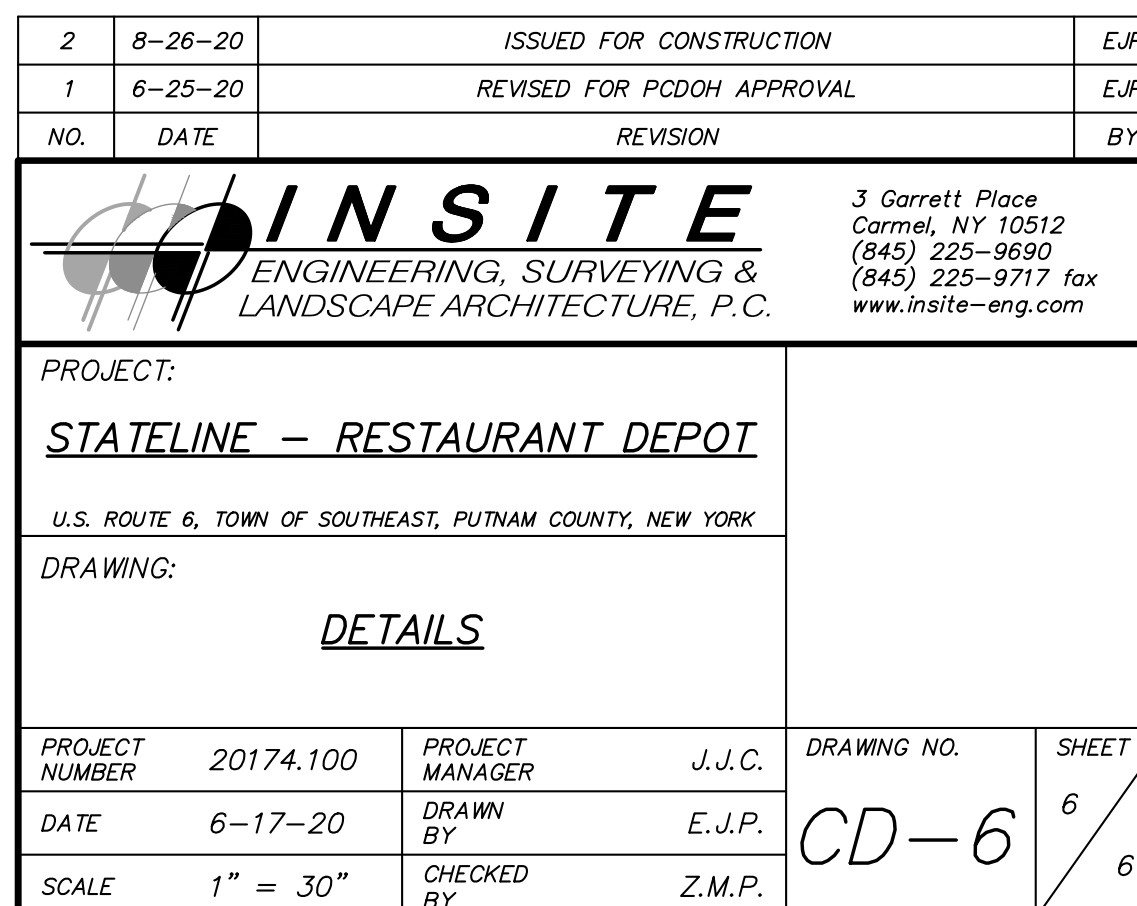 2 8-26-20 ISSUED FOR CONSTRUCTION EJP
1 6-25-20 REVISED FOR PCDOH APPROVAL EJP
NO. DATE REVISION BY
INSITE
ENGINEERING, SURVEYING &
LANDSCAPE ARCHITECTURE, P.C.
3 Garrett Place
Carmel, NY 10512
(845) 225-9690
(845) 225-9717 fax
www.insite-eng.com
PROJECT:
STATELINE - RESTAURANT DEPOT
U.S. ROUTE 6, TOWN OF SOUTHEAST, PUTNAM COUNTY, NEW YORK
DRAWING:
DETAILS
PROJECT
NUMBER
20174.100
PROJECT
MANAGER
J.J.C.
DRAWING NO.
SHEET
DATE
6-17-20
DRAWN
BY
E.J.P.
CD-6
6
6
SCALE
1" = 30"
CHECKED
BY
Z.M.P.